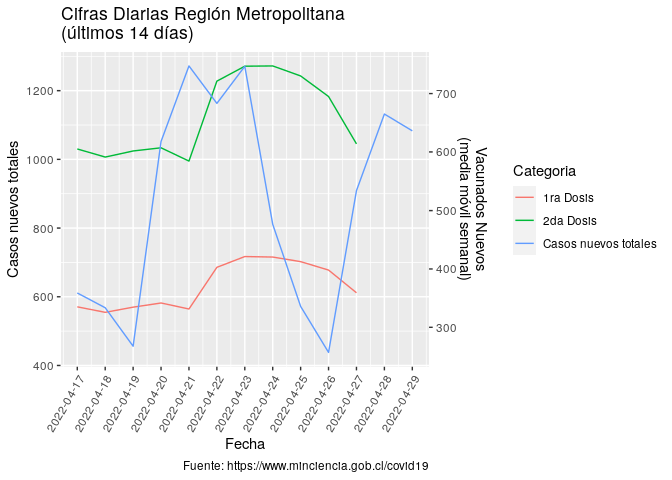 Cifras Diarias Región Metropolitana
(últimos 14 días)
Casos nuevos totales
1200
1000
800
600
400
700
600
500
400
300
Vacunados Nuevos
(media móvil semanal)
2022-04-17
2022-04-18
2022-04-19
2022-04-20
2022-04-21
2022-04-22
2022-04-23
2022-04-24
2022-04-25
2022-04-26
2022-04-27
2022-04-28
2022-04-29
Fecha
Categoria
1ra Dosis
2da Dosis
Casos nuevos totales
Fuente: https://www.minciencia.gob.cl/covid19